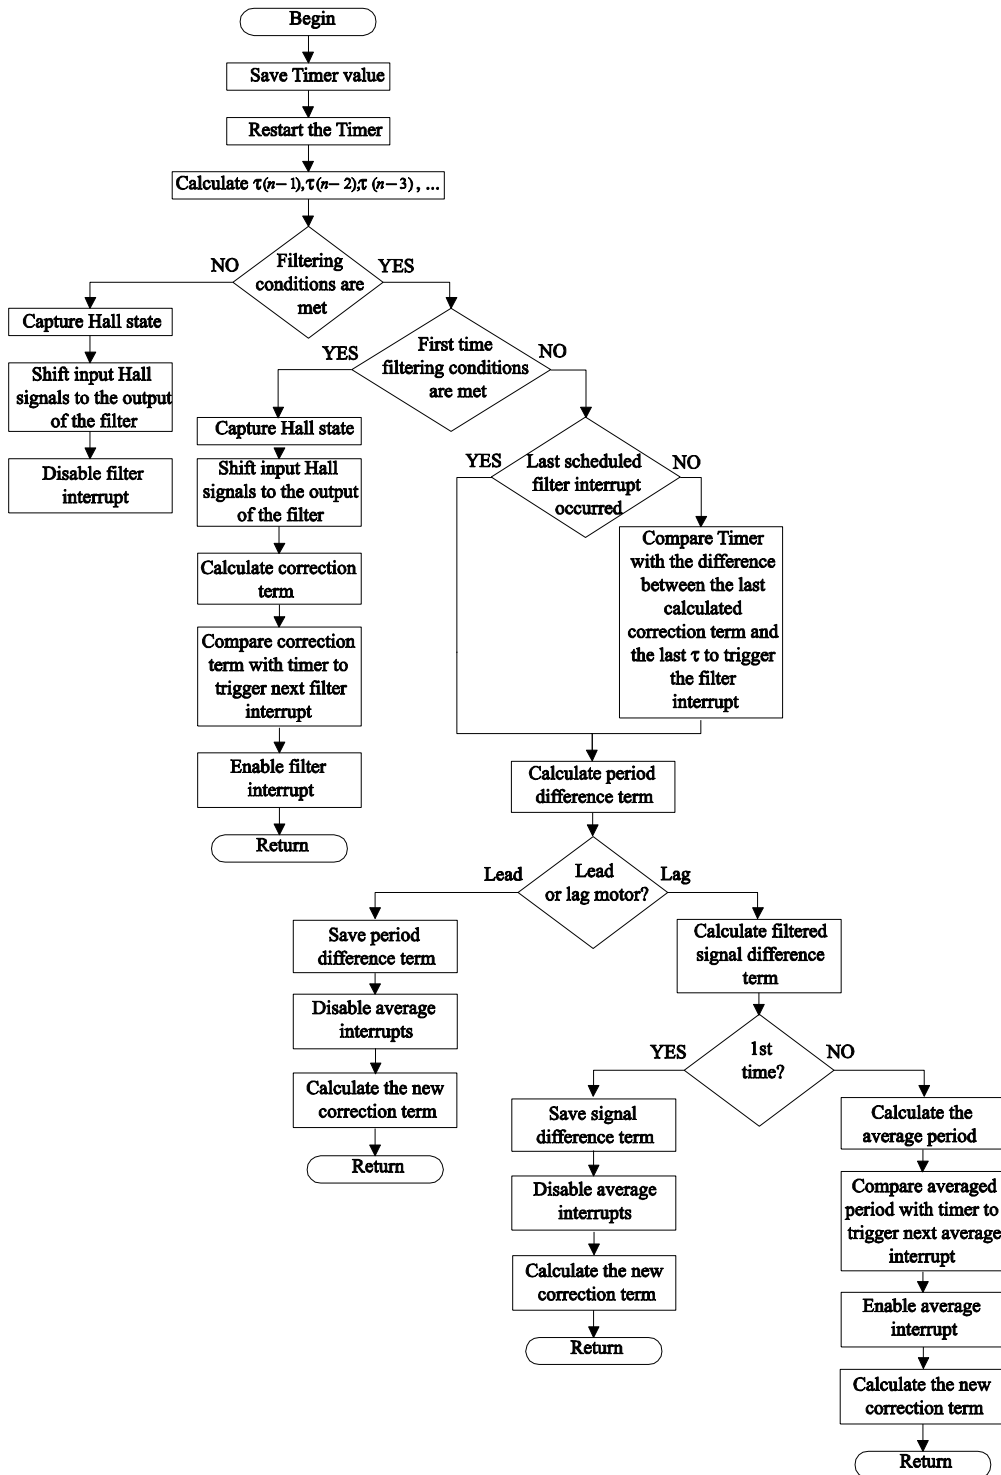 Begin
Save Timer value
Restart the Timer
Calculate τ(n−1),τ(n−2);τ (n−3) , ...
Filtering
conditions are
met
NO
YES
Capture Hall state
Shift input Hall
signals to the output
of the filter
Disable filter
interrupt
First time
filtering conditions
are met
YES
NO
Capture Hall state
Shift input Hall
signals to the output
of the filter
Calculate correction
term
Compare correction
term with timer to
trigger next filter
interrupt
Enable filter
interrupt
Return
Last scheduled
filter interrupt
occurred
YES
NO
Compare Timer
with the difference
between the last
calculated
correction term and
the last τ to trigger
the filter
interrupt
Calculate period
difference term
Lead
or lag motor?
Lead
Lag
Save period
difference term
Disable average
interrupts
Calculate the new
correction term
Return
Calculate filtered
signal difference
term
1st
time?
YES
NO
Save signal
difference term
Disable average
interrupts
Calculate the new
correction term
Return
Calculate the
average period
Compare averaged
period with timer to
trigger next average
interrupt
Enable average
interrupt
Calculate the new
correction term
Return